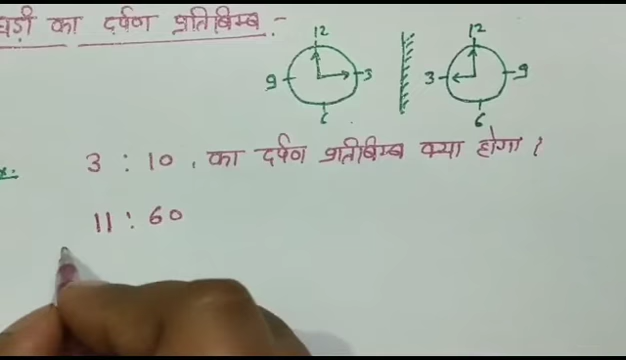 घड़ी का दर्पण प्रतिबिम्ब :-
12
12
9
3
3
9
6
6
Ex.
3 : 10 , का दर्पण प्रतिबिम्ब क्या होगा ?
11 : 60